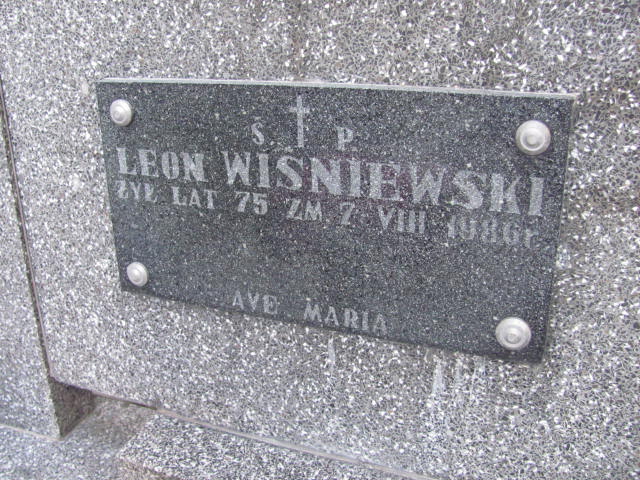 Ś P.
LEON WIŚNIEWSKI
ŻYŁ LAT 75 ZM 7 VIII 1986r
AVE MARIA